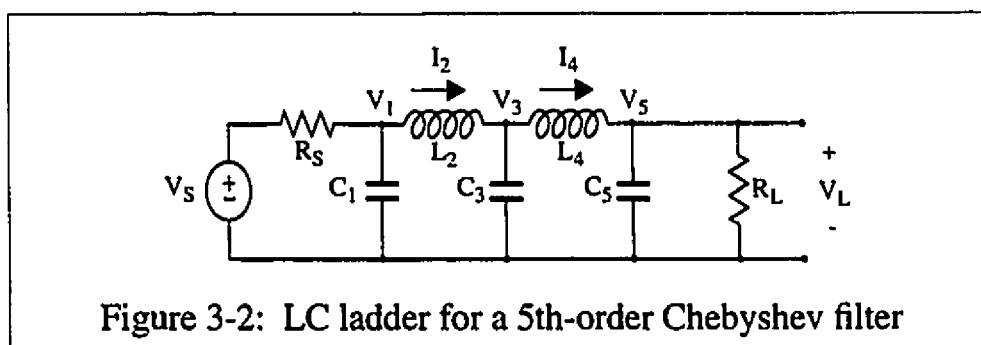 I₂ I₄
V₁ V₃ V₅
R_S L₂ L₄
V_S ± C₁ C₃ C₅ R_L + V_L -
Figure 3-2: LC ladder for a 5th-order Chebyshev filter